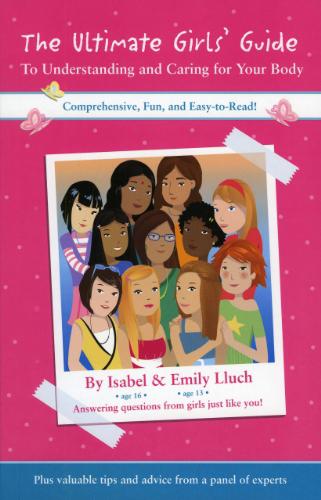 The Ultimate Girls' Guide
To Understanding and Caring for Your Body
Comprehensive, Fun, and Easy-to-Read!
By Isabel & Emily Lluch
• age 16 • • age 13 •
Answering questions from girls just like you!
Plus valuable tips and advice from a panel of experts